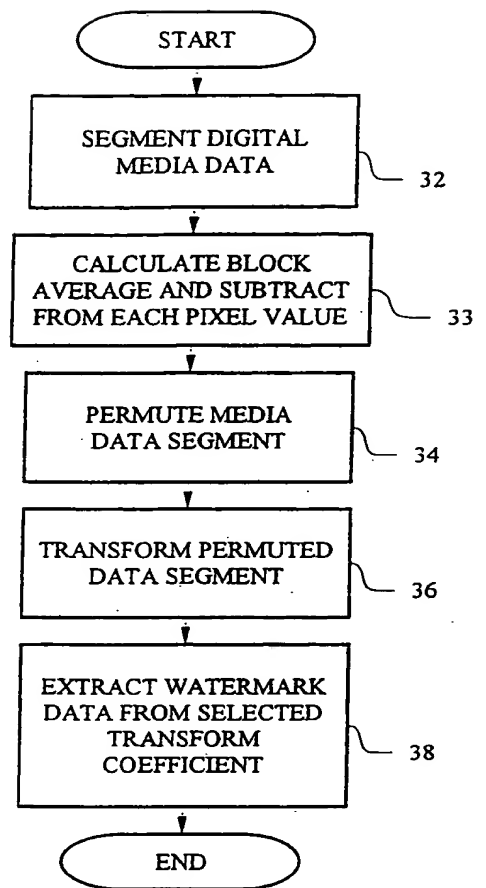 START
SEGMENT DIGITAL
MEDIA DATA
32
CALCULATE BLOCK
AVERAGE AND SUBTRACT
FROM EACH PIXEL VALUE
33
PERMUTE MEDIA
DATA SEGMENT
34
TRANSFORM PERMUTED
DATA SEGMENT
36
EXTRACT WATERMARK
DATA FROM SELECTED
TRANSFORM
COEFFICIENT
38
END